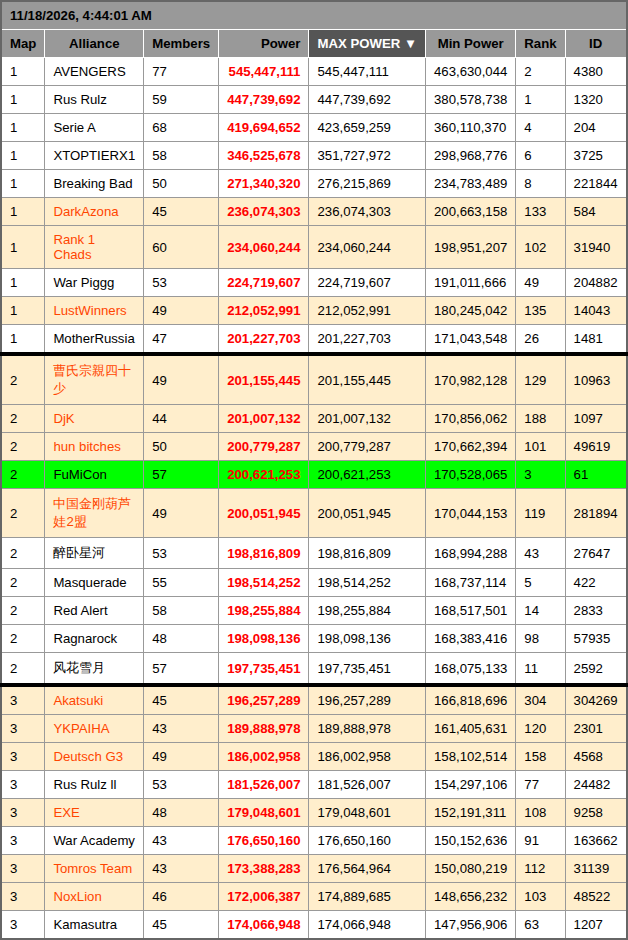 11/18/2026, 4:44:01 AM
Map Alliance Members Power MAX POWER ▼ Min Power Rank ID
1 AVENGERS 77 545,447,111 545,447,111 463,630,044 2 4380
1 Rus Rulz 59 447,739,692 447,739,692 380,578,738 1 1320
1 Serie A 68 419,694,652 423,659,259 360,110,370 4 204
1 XTOPTIERX1 58 346,525,678 351,727,972 298,968,776 6 3725
1 Breaking Bad 50 271,340,320 276,215,869 234,783,489 8 221844
1 DarkAzona 45 236,074,303 236,074,303 200,663,158 133 584
1 Rank 1
Chads 60 234,060,244 234,060,244 198,951,207 102 31940
1 War Piggg 53 224,719,607 224,719,607 191,011,666 49 204882
1 LustWinners 49 212,052,991 212,052,991 180,245,042 135 14043
1 MotherRussia 47 201,227,703 201,227,703 171,043,548 26 1481
2 曹氏宗親四十
少 49 201,155,445 201,155,445 170,982,128 129 10963
2 DjK 44 201,007,132 201,007,132 170,856,062 188 1097
2 hun bitches 50 200,779,287 200,779,287 170,662,394 101 49619
2 FuMiCon 57 200,621,253 200,621,253 170,528,065 3 61
2 中国金刚葫芦
娃2盟 49 200,051,945 200,051,945 170,044,153 119 281894
2 醉卧星河 53 198,816,809 198,816,809 168,994,288 43 27647
2 Masquerade 55 198,514,252 198,514,252 168,737,114 5 422
2 Red Alert 58 198,255,884 198,255,884 168,517,501 14 2833
2 Ragnarock 48 198,098,136 198,098,136 168,383,416 98 57935
2 风花雪月 57 197,735,451 197,735,451 168,075,133 11 2592
3 Akatsuki 45 196,257,289 196,257,289 166,818,696 304 304269
3 YKPAIHA 43 189,888,978 189,888,978 161,405,631 120 2301
3 Deutsch G3 49 186,002,958 186,002,958 158,102,514 158 4568
3 Rus Rulz ll 53 181,526,007 181,526,007 154,297,106 77 24482
3 EXE 48 179,048,601 179,048,601 152,191,311 108 9258
3 War Academy 43 176,650,160 176,650,160 150,152,636 91 163662
3 Tomros Team 43 173,388,283 176,564,964 150,080,219 112 31139
3 NoxLion 46 172,006,387 174,889,685 148,656,232 103 48522
3 Kamasutra 45 174,066,948 174,066,948 147,956,906 63 1207